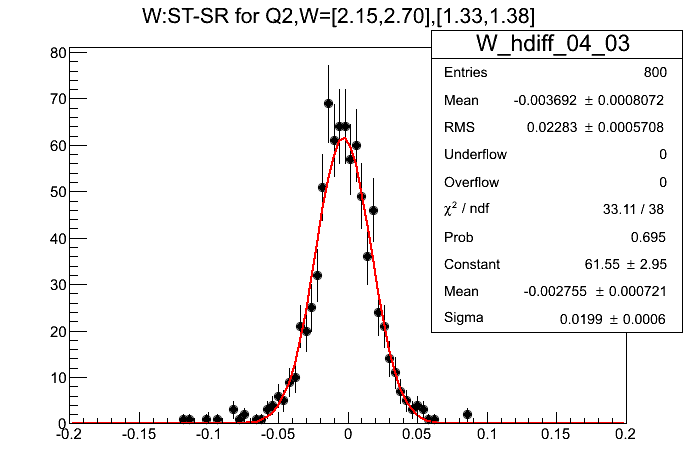 W:ST-SR for Q2,W=[2.15,2.70],[1.33,1.38]
W_hdiff_04_03
Entries 800
Mean -0.003692 ± 0.0008072
RMS 0.02283 ± 0.0005708
Underflow 0
Overflow 0
χ² / ndf 33.11 / 38
Prob 0.695
Constant 61.55 ± 2.95
Mean -0.002755 ± 0.000721
Sigma 0.0199 ± 0.0006
80
70
60
50
40
30
20
10
0
-0.2 -0.15 -0.1 -0.05 0 0.05 0.1 0.15 0.2